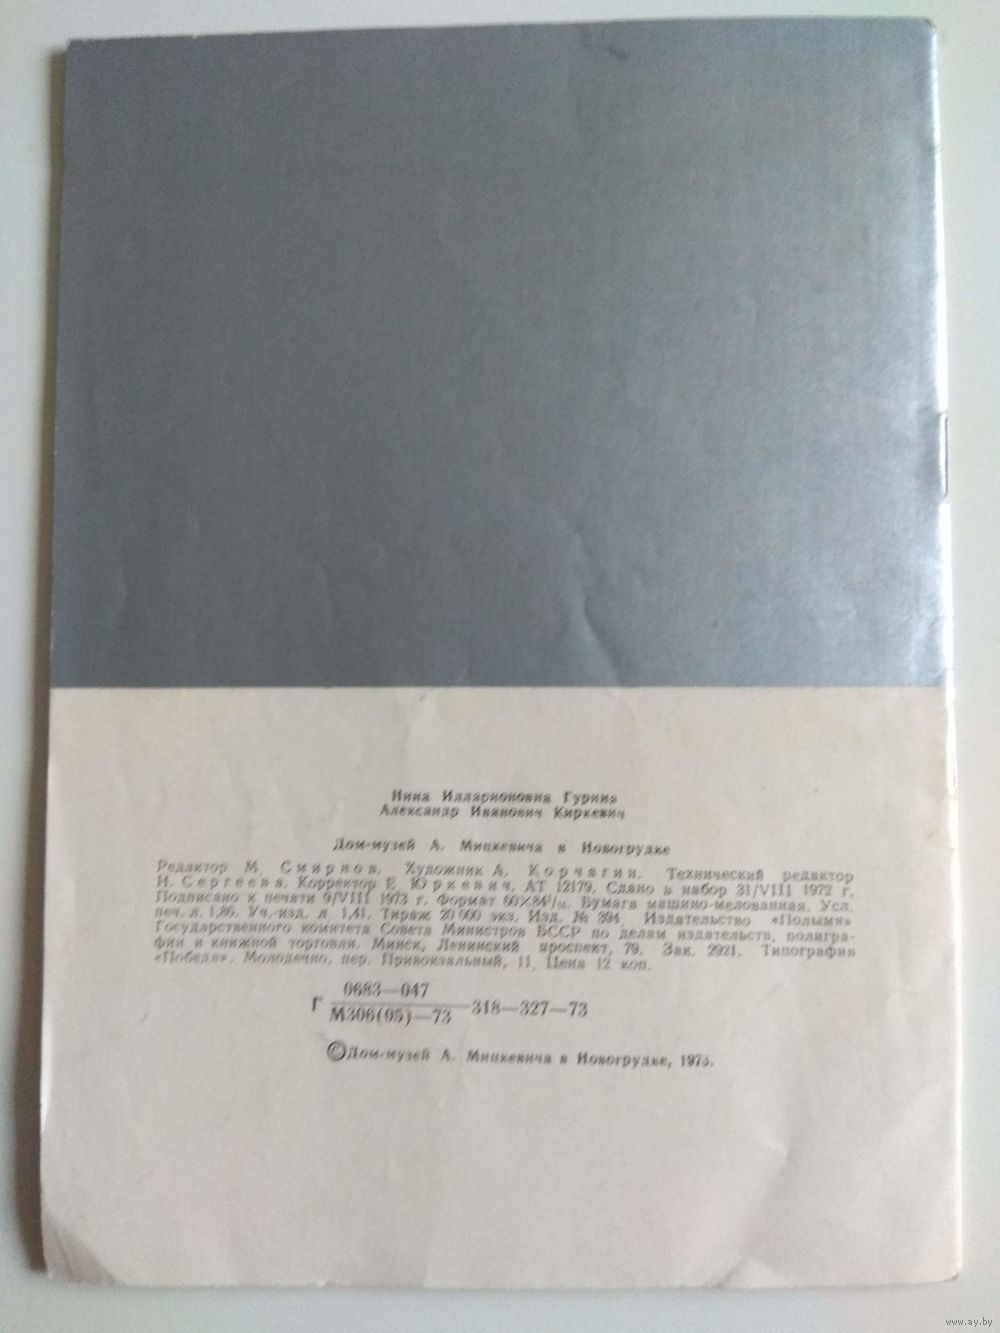 Нина Илларионовна Гурина
Александр Иванович Киркевич
Дом-музей А. Мицкевича в Новогрудке
Редактор М. Смирнов. Художник А. Корчагин. Технический редактор
Н. Сергеева. Корректор Р. Юркевич. АТ 12179. Сдано в набор 31/VIII 1972 г.
Подписано к печати 9/VIII 1973 г. Формат 60×84¹/₁₆. Бумага машино-мелованная. Усл.
печ. л. 1,86. Уч.-изд. л. 1,41. Тираж 20 000 экз. Изд. № 394. Издательство «Полымя»
Государственного комитета Совета Министров БССР по делам издательств, полигра-
фии и книжной торговли. Минск, Ленинский проспект, 79. Зак. 2921. Типография
«Победа». Молодечно, пер. Привокзальный, 11. Цена 12 коп.
0683—047
Г М306(05)—73 —318—327—73
©Дом-музей А. Мицкевича в Новогрудке, 1973.
www.ay.by